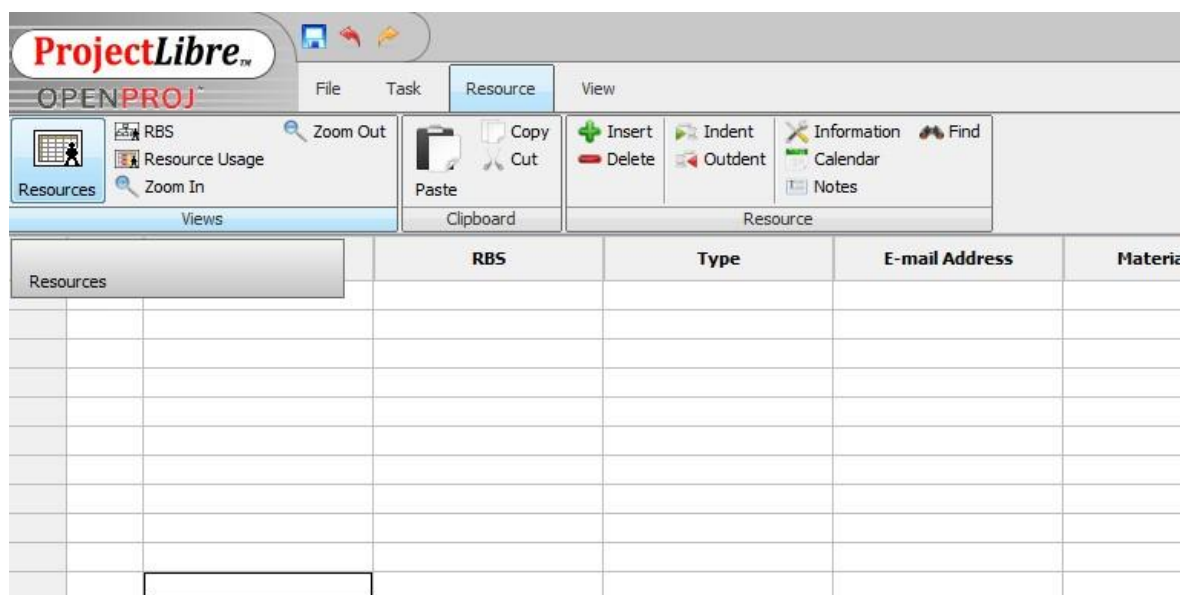 ProjectLibre™
OPENPROJ
File Task Resource View
Resources
RBS
Resource Usage
Zoom In
Zoom Out
Views
Paste
Copy
Cut
Clipboard
Insert
Delete
Indent
Outdent
Information
Calendar
Notes
Find
Resource
Resources
RBS Type E-mail Address Materia